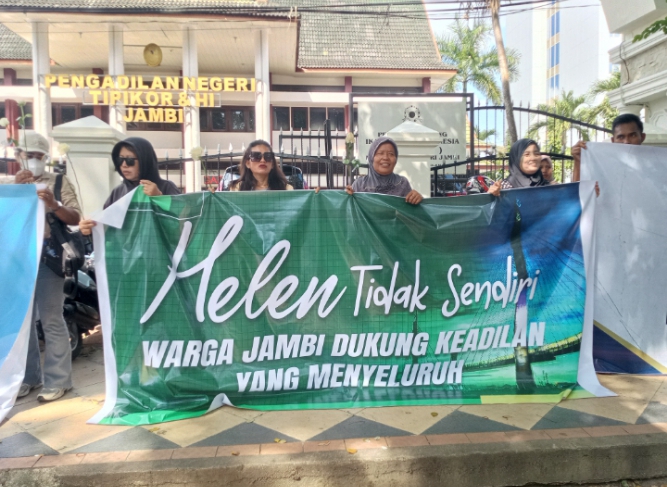 PENGADILAN NEGERI
TIPIKOR & HI
JAMBI
Helen Tidak Sendiri
WARGA JAMBI DUKUNG KEADILAN
YANG MENYELURUH